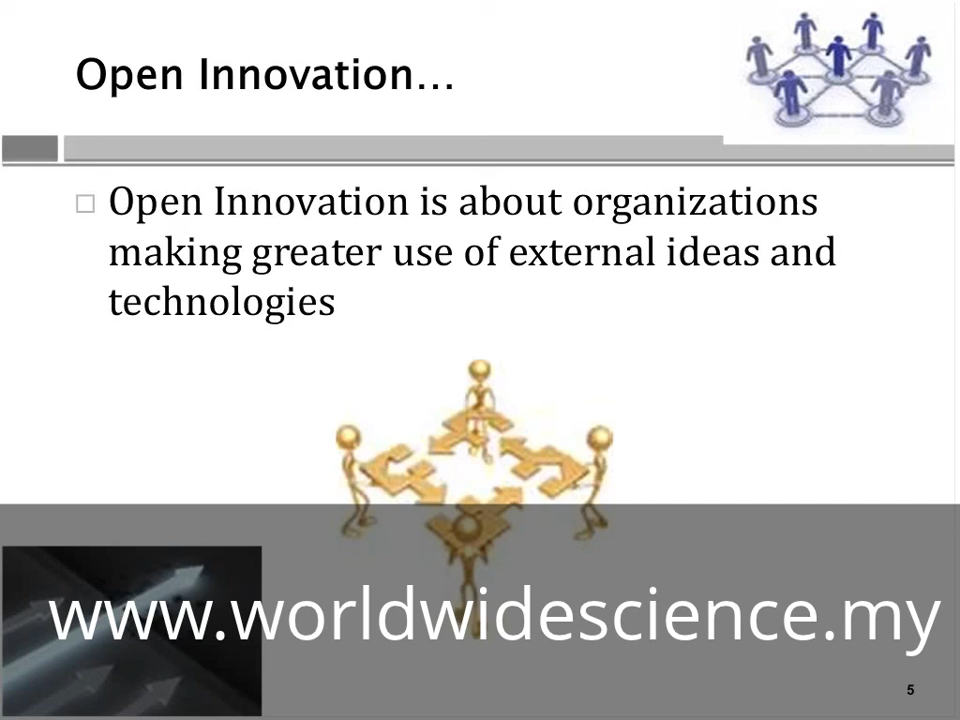 Open Innovation…
Open Innovation is about organizations
making greater use of external ideas and
technologies
www.worldwidescience.my
5